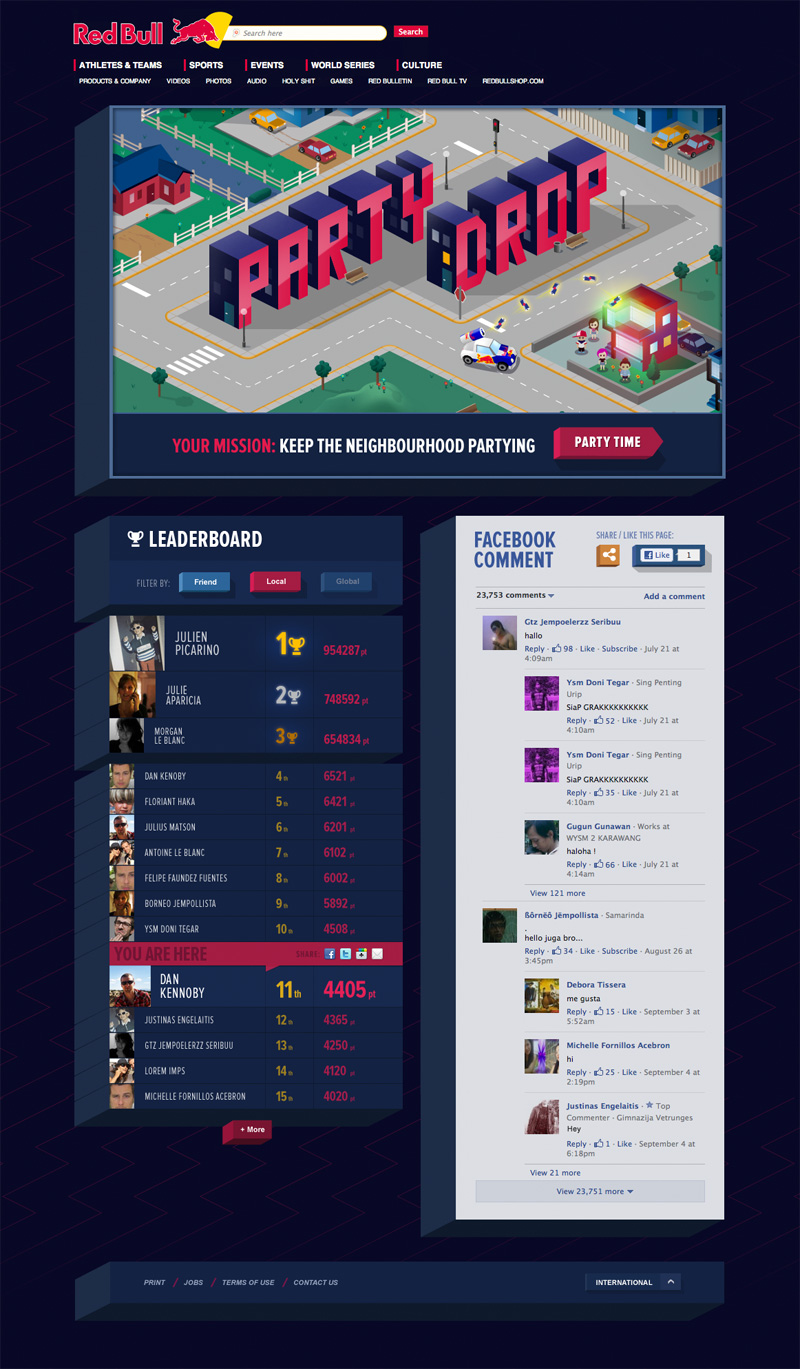 Red Bull
Search here
Search
ATHLETES & TEAMS SPORTS EVENTS WORLD SERIES CULTURE
PRODUCTS & COMPANY VIDEOS PHOTOS AUDIO HOLY SHIT GAMES RED BULLETIN RED BULL TV REDBULLSHOP.COM
PARTY DROP
YOUR MISSION: KEEP THE NEIGHBOURHOOD PARTYING
PARTY TIME
LEADERBOARD
FILTER BY: Friend Local Global
JULIEN
PICARINO
1
954287 pt
JULIE
APARICIA
2
748592 pt
MORGAN
LE BLANC
3
654834 pt
DAN KENOBY 4th 6521 pt
FLORIANT HAKA 5th 6421 pt
JULIUS MATSON 6th 6201 pt
ANTOINE LE BLANC 7th 6102 pt
FELIPE FAUNDEZ FUENTES 8th 6002 pt
BORNEO JEMPOLLISTA 9th 5892 pt
YSM DONI TEGAR 10th 4508 pt
YOU ARE HERE SHARE:
DAN
KENNOBY
11th
4405 pt
JUSTINAS ENGELAITIS 12th 4365 pt
GTZ JEMPOELERZZ SERIBUU 13th 4250 pt
LOREM IMPS 14th 4120 pt
MICHELLE FORNILLOS ACEBRON 15th 4020 pt
+ More
FACEBOOK
COMMENT
SHARE / LIKE THIS PAGE:
Like 1
23,753 comments
Add a comment
Gtz Jempoelerzz Seribuu
hallo
Reply · 98 · Like · Subscribe · July 21 at
4:09am
Ysm Doni Tegar · Sing Penting
Urip
SiaP GRAKKKKKKKKKK
Reply · 52 · Like · July 21 at
4:10am
Ysm Doni Tegar · Sing Penting
Urip
SiaP GRAKKKKKKKKKK
Reply · 35 · Like · July 21 at
4:10am
Gugun Gunawan · Works at
WYSM 2 KARAWANG
haloha !
Reply · 66 · Like · July 21 at
4:14am
View 121 more
ßôrnëô Jëmpollista · Samarinda
.
hello juga bro...
Reply · 34 · Like · Subscribe · August 26 at
3:45pm
Debora Tissera
me gusta
Reply · 15 · Like · September 3 at
5:52am
Michelle Fornillos Acebron
hi
Reply · 25 · Like · September 4 at
2:19pm
Justinas Engelaitis · Top
Commenter · Gimnazija Vetrunges
Hey
Reply · 1 · Like · September 4 at
6:18pm
View 21 more
View 23,751 more
PRINT / JOBS / TERMS OF USE / CONTACT US
INTERNATIONAL